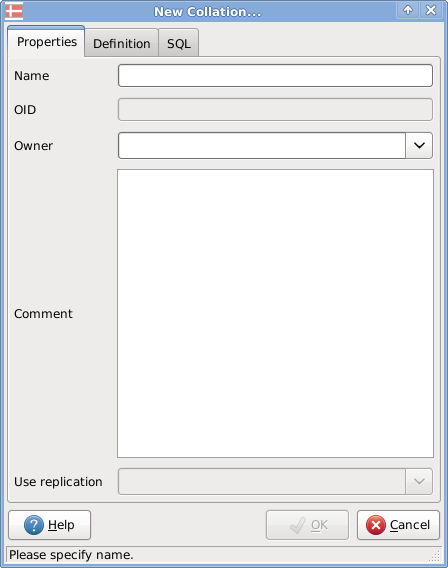 New Collation...
Properties
Definition
SQL
Name
OID
Owner
Comment
Use replication
Help
OK
Cancel
Please specify name.